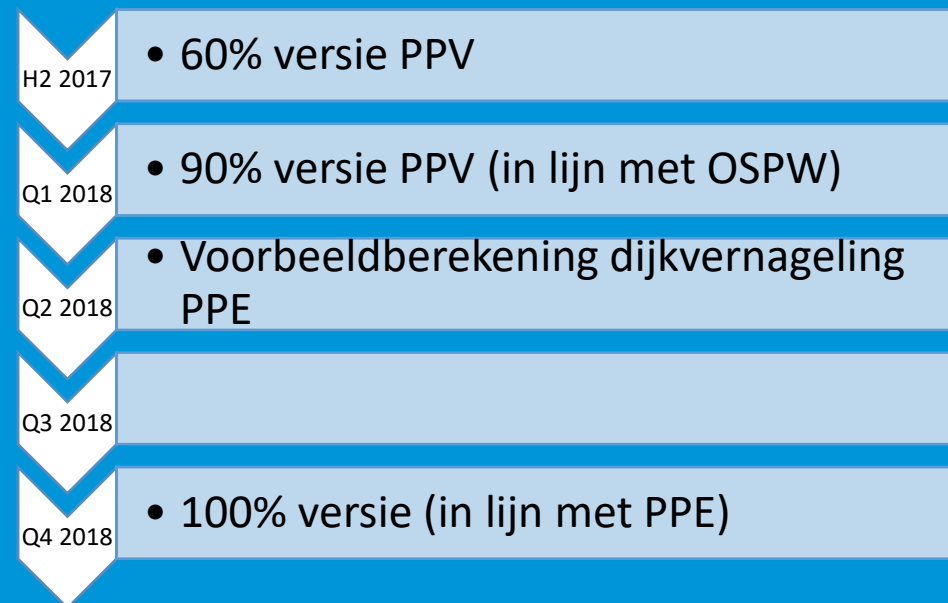 H2 2017
• 60% versie PPV
Q1 2018
• 90% versie PPV (in lijn met OSPW)
Q2 2018
• Voorbeeldberekening dijkvernageling
PPE
Q3 2018
Q4 2018
• 100% versie (in lijn met PPE)